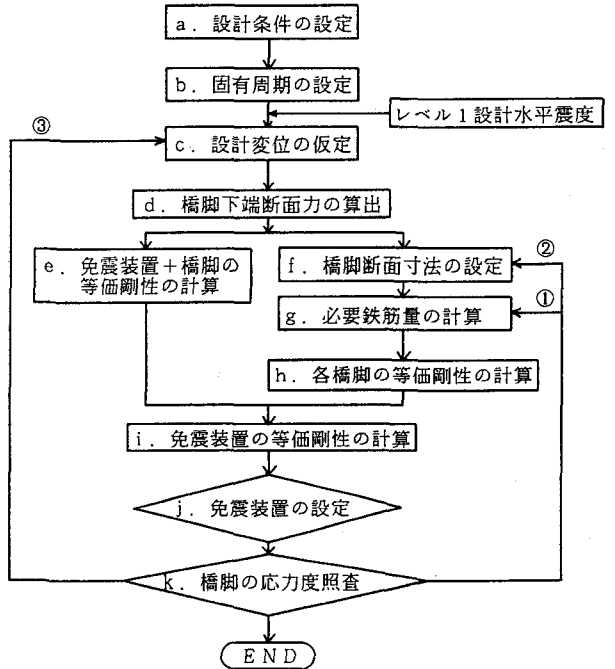 a．設計条件の設定
b．固有周期の設定
③
レベル1設計水平震度
c．設計変位の仮定
d．橋脚下端断面力の算出
e．免震装置＋橋脚の
等価剛性の計算
f．橋脚断面寸法の設定
②
①
g．必要鉄筋量の計算
h．各橋脚の等価剛性の計算
i．免震装置の等価剛性の計算
j．免震装置の設定
k．橋脚の応力度照査
END